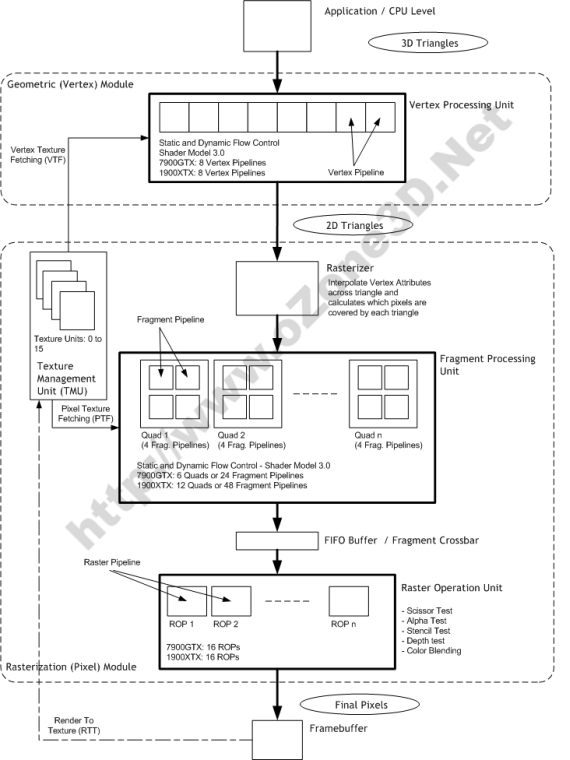 Application / CPU Level
3D Triangles
Geometric (Vertex) Module
Vertex Processing Unit
Static and Dynamic Flow Control
Shader Model 3.0
7900GTX: 8 Vertex Pipelines
1900XTX: 8 Vertex Pipelines
Vertex Pipeline
Vertex Texture
Fetching (VTF)
2D Triangles
Rasterizer
Interpolate Vertex Attributes
across triangle and
calculates which pixels are
covered by each triangle
Texture Units: 0 to
15
Texture
Management
Unit (TMU)
Pixel Texture
Fetching (PTF)
Fragment Pipeline
Fragment Processing
Unit
Quad 1
(4 Frag. Pipelines)
Quad 2
(4 Frag. Pipelines)
Quad n
(4 Frag. Pipelines)
Static and Dynamic Flow Control - Shader Model 3.0
7900GTX: 6 Quads or 24 Fragment Pipelines
1900XTX: 12 Quads or 48 Fragment Pipelines
FIFO Buffer / Fragment Crossbar
Raster Pipeline
Raster Operation Unit
ROP 1
ROP 2
ROP n
- Scissor Test
- Alpha Test
- Stencil Test
- Depth test
- Color Blending
7900GTX: 16 ROPs
1900XTX: 16 ROPs
Rasterization (Pixel) Module
Final Pixels
Render To
Texture (RTT)
Framebuffer
http://www.oZone3D.Net